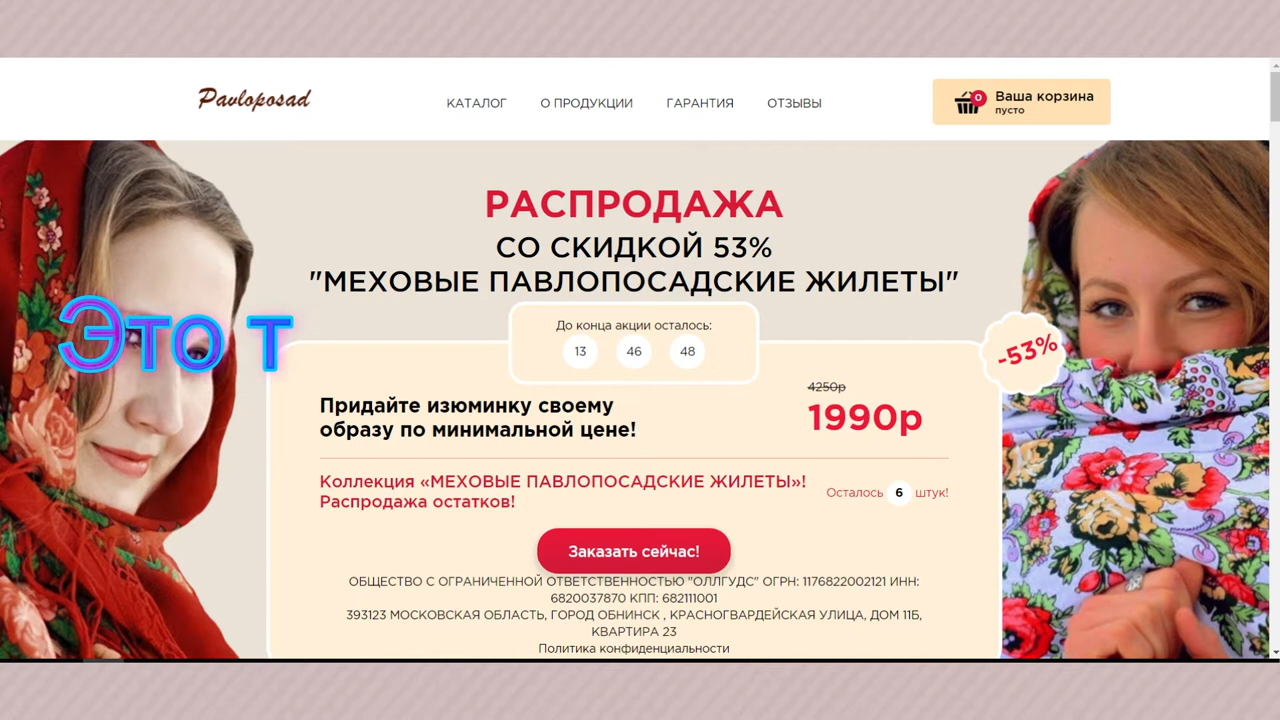 Pavloposad
КАТАЛОГ
О ПРОДУКЦИИ
ГАРАНТИЯ
ОТЗЫВЫ
0
Ваша корзина
пусто
РАСПРОДАЖА
СО СКИДКОЙ 53%
"МЕХОВЫЕ ПАВЛОПОСАДСКИЕ ЖИЛЕТЫ"
Это т
До конца акции осталось:
13 46 48
-53%
Придайте изюминку своему
образу по минимальной цене!
4250р
1990р
Коллекция «МЕХОВЫЕ ПАВЛОПОСАДСКИЕ ЖИЛЕТЫ»!
Распродажа остатков!
Осталось 6 штук!
Заказать сейчас!
ОБЩЕСТВО С ОГРАНИЧЕННОЙ ОТВЕТСТВЕННОСТЬЮ "ОЛЛГУДС" ОГРН: 1176822002121 ИНН:
6820037870 КПП: 682111001
393123 МОСКОВСКАЯ ОБЛАСТЬ, ГОРОД ОБНИНСК , КРАСНОГВАРДЕЙСКАЯ УЛИЦА, ДОМ 11Б,
КВАРТИРА 23
Политика конфиденциальности